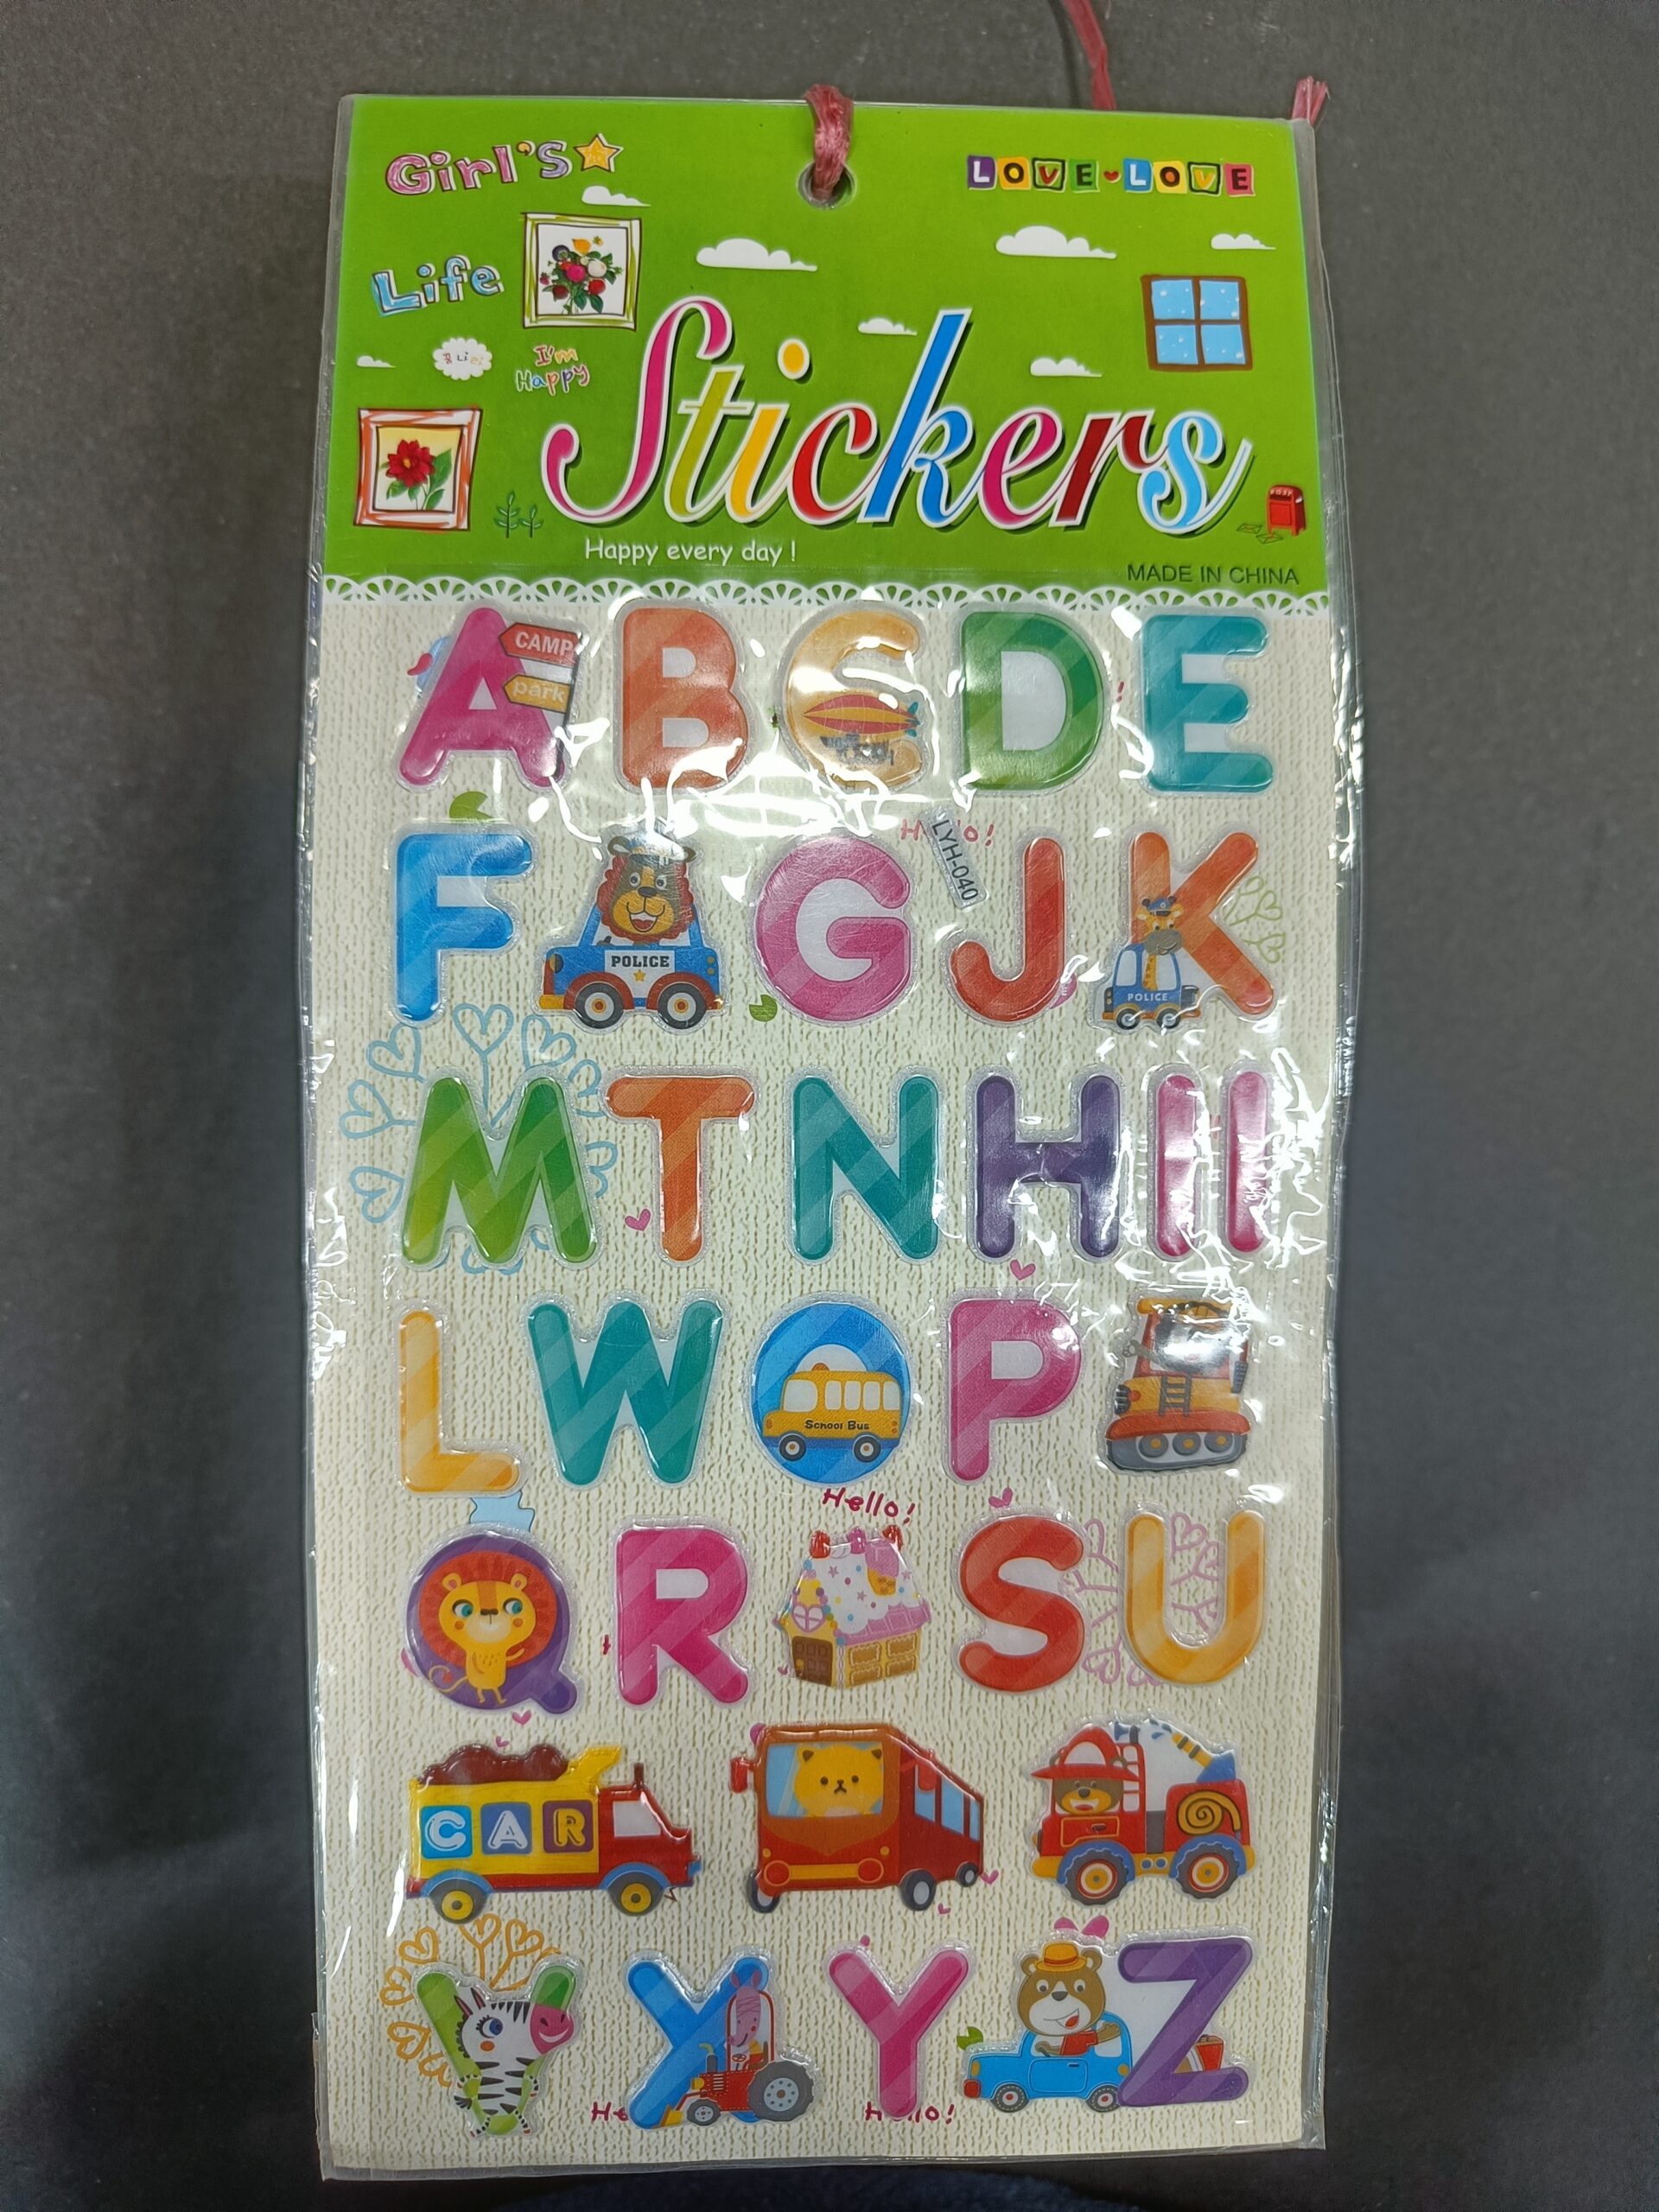 Girl's
LOVE LOVE
Life
I'm
Happy
Stickers
Happy every day !
MADE IN CHINA
A B C D E
CAMP
park
Hello!
LYH-040
F G J K
POLICE
POLICE
M T N H I I
L W O P
School Bus
Hello!
Q R S U
CAR
V X Y Z
Hello!